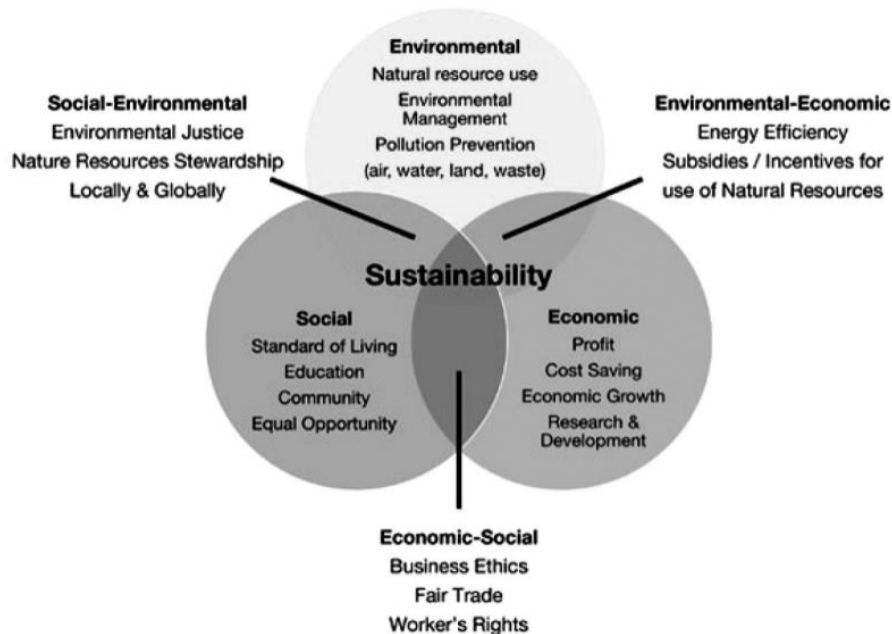 Environmental
Natural resource use
Environmental
Management
Pollution Prevention
(air, water, land, waste)
Social-Environmental
Environmental Justice
Nature Resources Stewardship
Locally & Globally
Environmental-Economic
Energy Efficiency
Subsidies / Incentives for
use of Natural Resources
Sustainability
Social
Standard of Living
Education
Community
Equal Opportunity
Economic
Profit
Cost Saving
Economic Growth
Research &
Development
Economic-Social
Business Ethics
Fair Trade
Worker's Rights